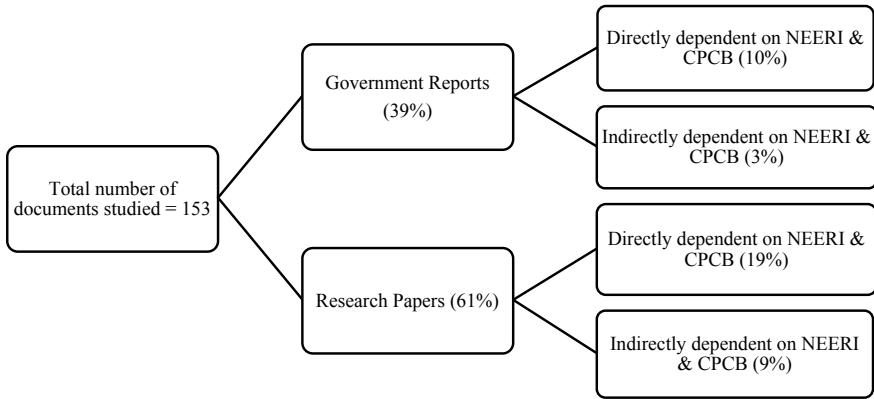 Total number of
documents studied = 153
Government Reports
(39%)
Directly dependent on NEERI &
CPCB (10%)
Indirectly dependent on NEERI &
CPCB (3%)
Research Papers (61%)
Directly dependent on NEERI &
CPCB (19%)
Indirectly dependent on NEERI
& CPCB (9%)